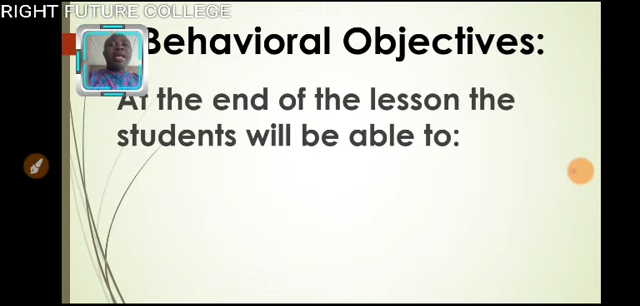 RIGHT FUTURE COLLEGE
Behavioral Objectives:
At the end of the lesson the
students will be able to: